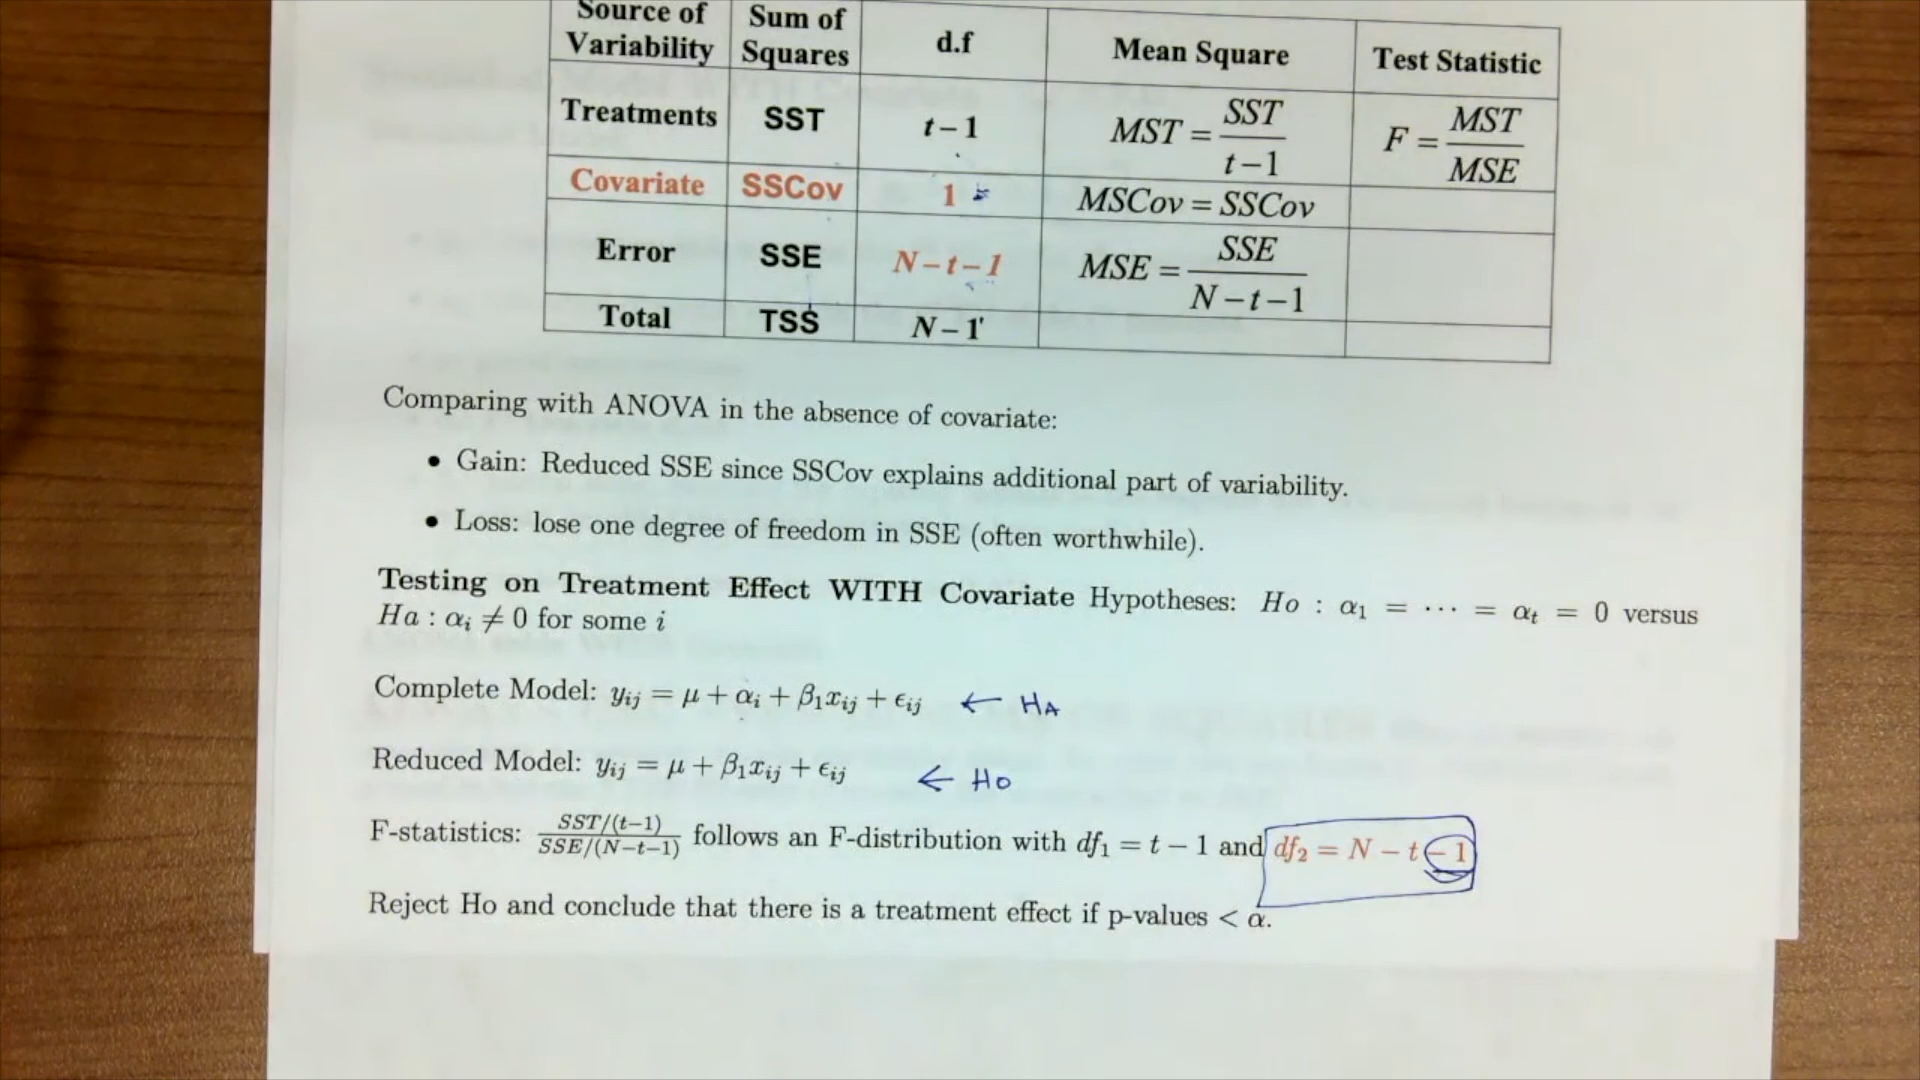 Source of Variability | Sum of Squares | d.f | Mean Square | Test Statistic
Treatments | SST | t – 1 | MST = SST / t – 1 | F = MST / MSE
Covariate | SSCov | 1 | MSCov = SSCov
Error | SSE | N – t – 1 | MSE = SSE / N – t – 1
Total | TSS | N – 1
Comparing with ANOVA in the absence of covariate:
• Gain: Reduced SSE since SSCov explains additional part of variability.
• Loss: lose one degree of freedom in SSE (often worthwhile).
Testing on Treatment Effect WITH Covariate Hypotheses: Ho : α₁ = ··· = αₜ = 0 versus
Ha : αᵢ ≠ 0 for some i
Complete Model: yᵢⱼ = μ + αᵢ + β₁xᵢⱼ + ϵᵢⱼ ← HA
Reduced Model: yᵢⱼ = μ + β₁xᵢⱼ + ϵᵢⱼ ← HO
F-statistics: SST/(t−1) / SSE/(N−t−1) follows an F-distribution with df₁ = t − 1 and df₂ = N − t − 1
Reject Ho and conclude that there is a treatment effect if p-values < α.